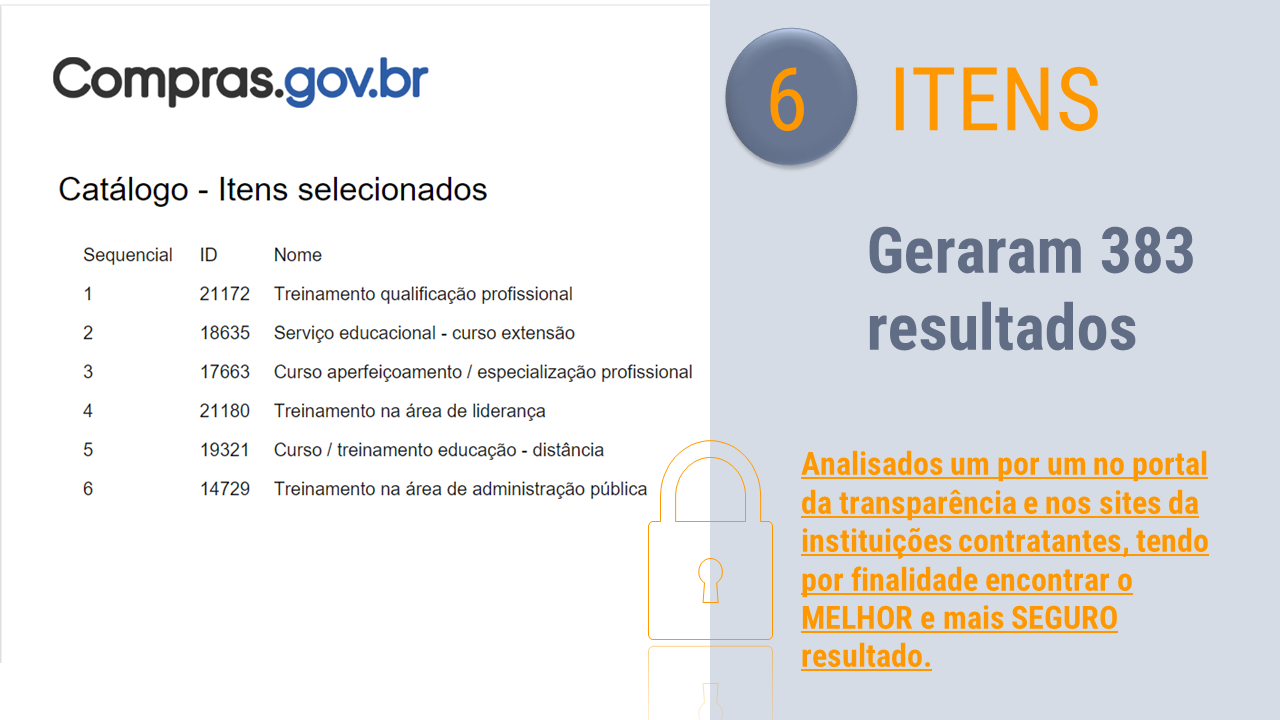 Compras.gov.br
Catálogo - Itens selecionados
Sequencial ID Nome
1 21172 Treinamento qualificação profissional
2 18635 Serviço educacional - curso extensão
3 17663 Curso aperfeiçoamento / especialização profissional
4 21180 Treinamento na área de liderança
5 19321 Curso / treinamento educação - distância
6 14729 Treinamento na área de administração pública
6 ITENS
Geraram 383
resultados
Analisados um por um no portal
da transparência e nos sites da
instituições contratantes, tendo
por finalidade encontrar o
MELHOR e mais SEGURO
resultado.